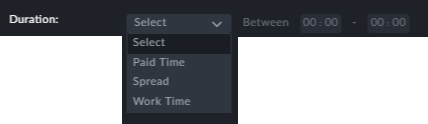 Duration: Select Between 00:00 - 00:00
Select
Paid Time
Spread
Work Time